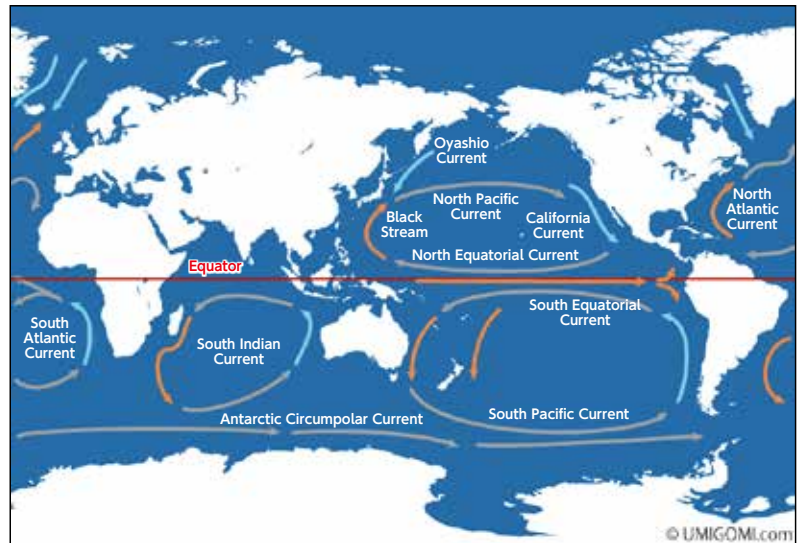 Oyashio
Current
North Pacific
Current
Black
Stream
California
Current
North
Atlantic
Current
North Equatorial Current
Equator
South Equatorial
Current
South
Atlantic
Current
South Indian
Current
Antarctic Circumpolar Current
South Pacific Current
© UMIGOMI.com